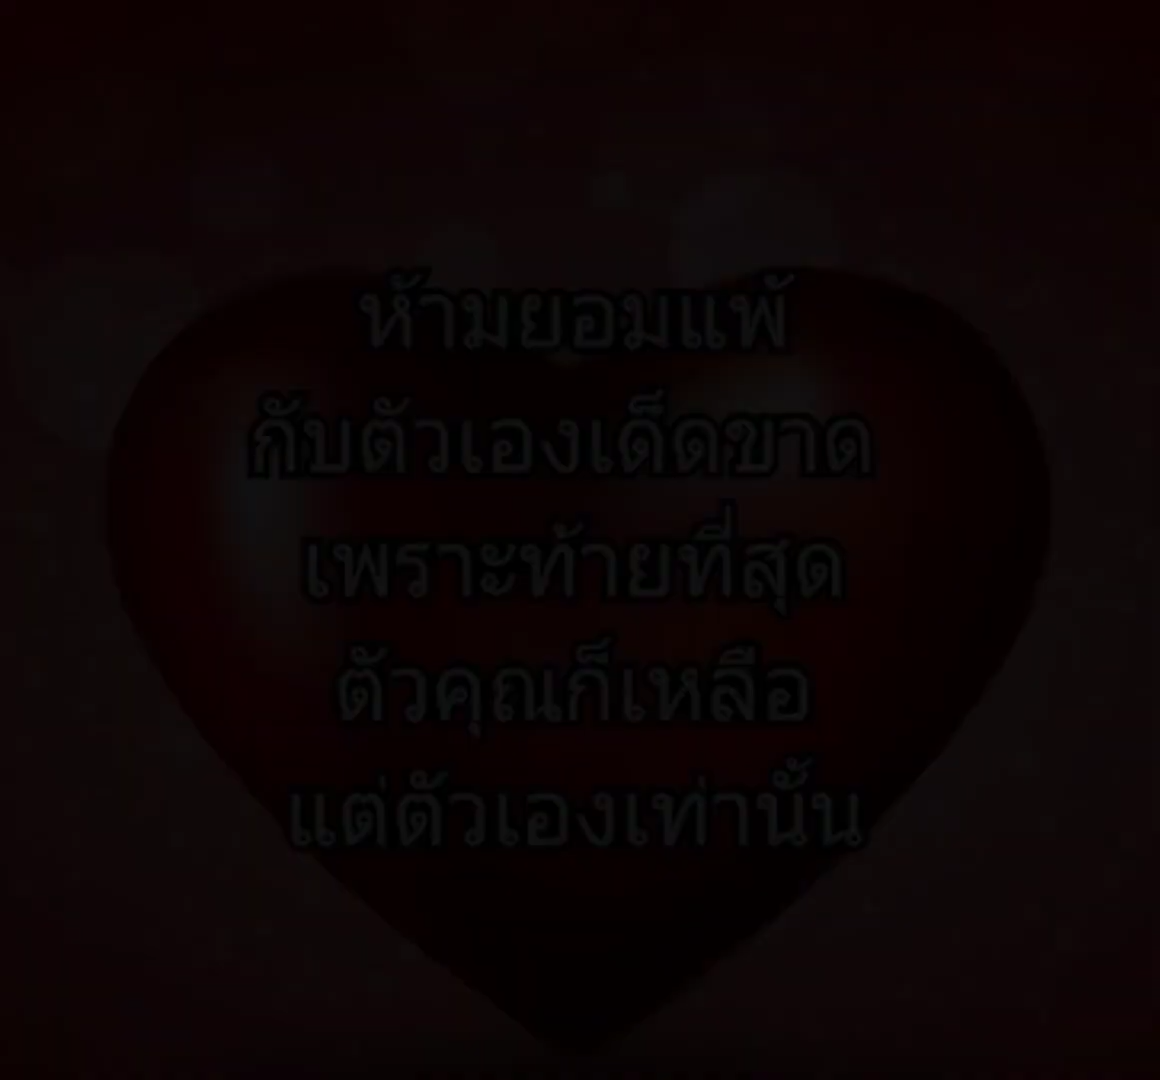 ห้ามยอมแพ้
กับตัวเองเด็ดขาด
เพราะท้ายที่สุด
ตัวคุณก็เหลือ
แต่ตัวเองเท่านั้น